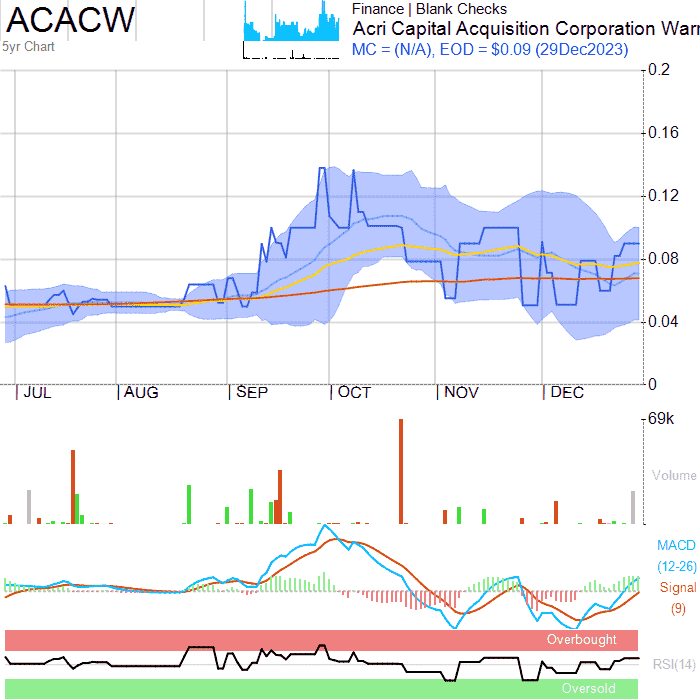 ACACW
5yr Chart
Finance | Blank Checks
Acri Capital Acquisition Corporation Warr
MC = (N/A), EOD = $0.09 (29Dec2023)
0.2
0.16
0.12
0.08
0.04
0
JUL AUG SEP OCT NOV DEC
69k
Volume
MACD
(12-26)
Signal
(9)
Overbought
RSI(14)
Oversold